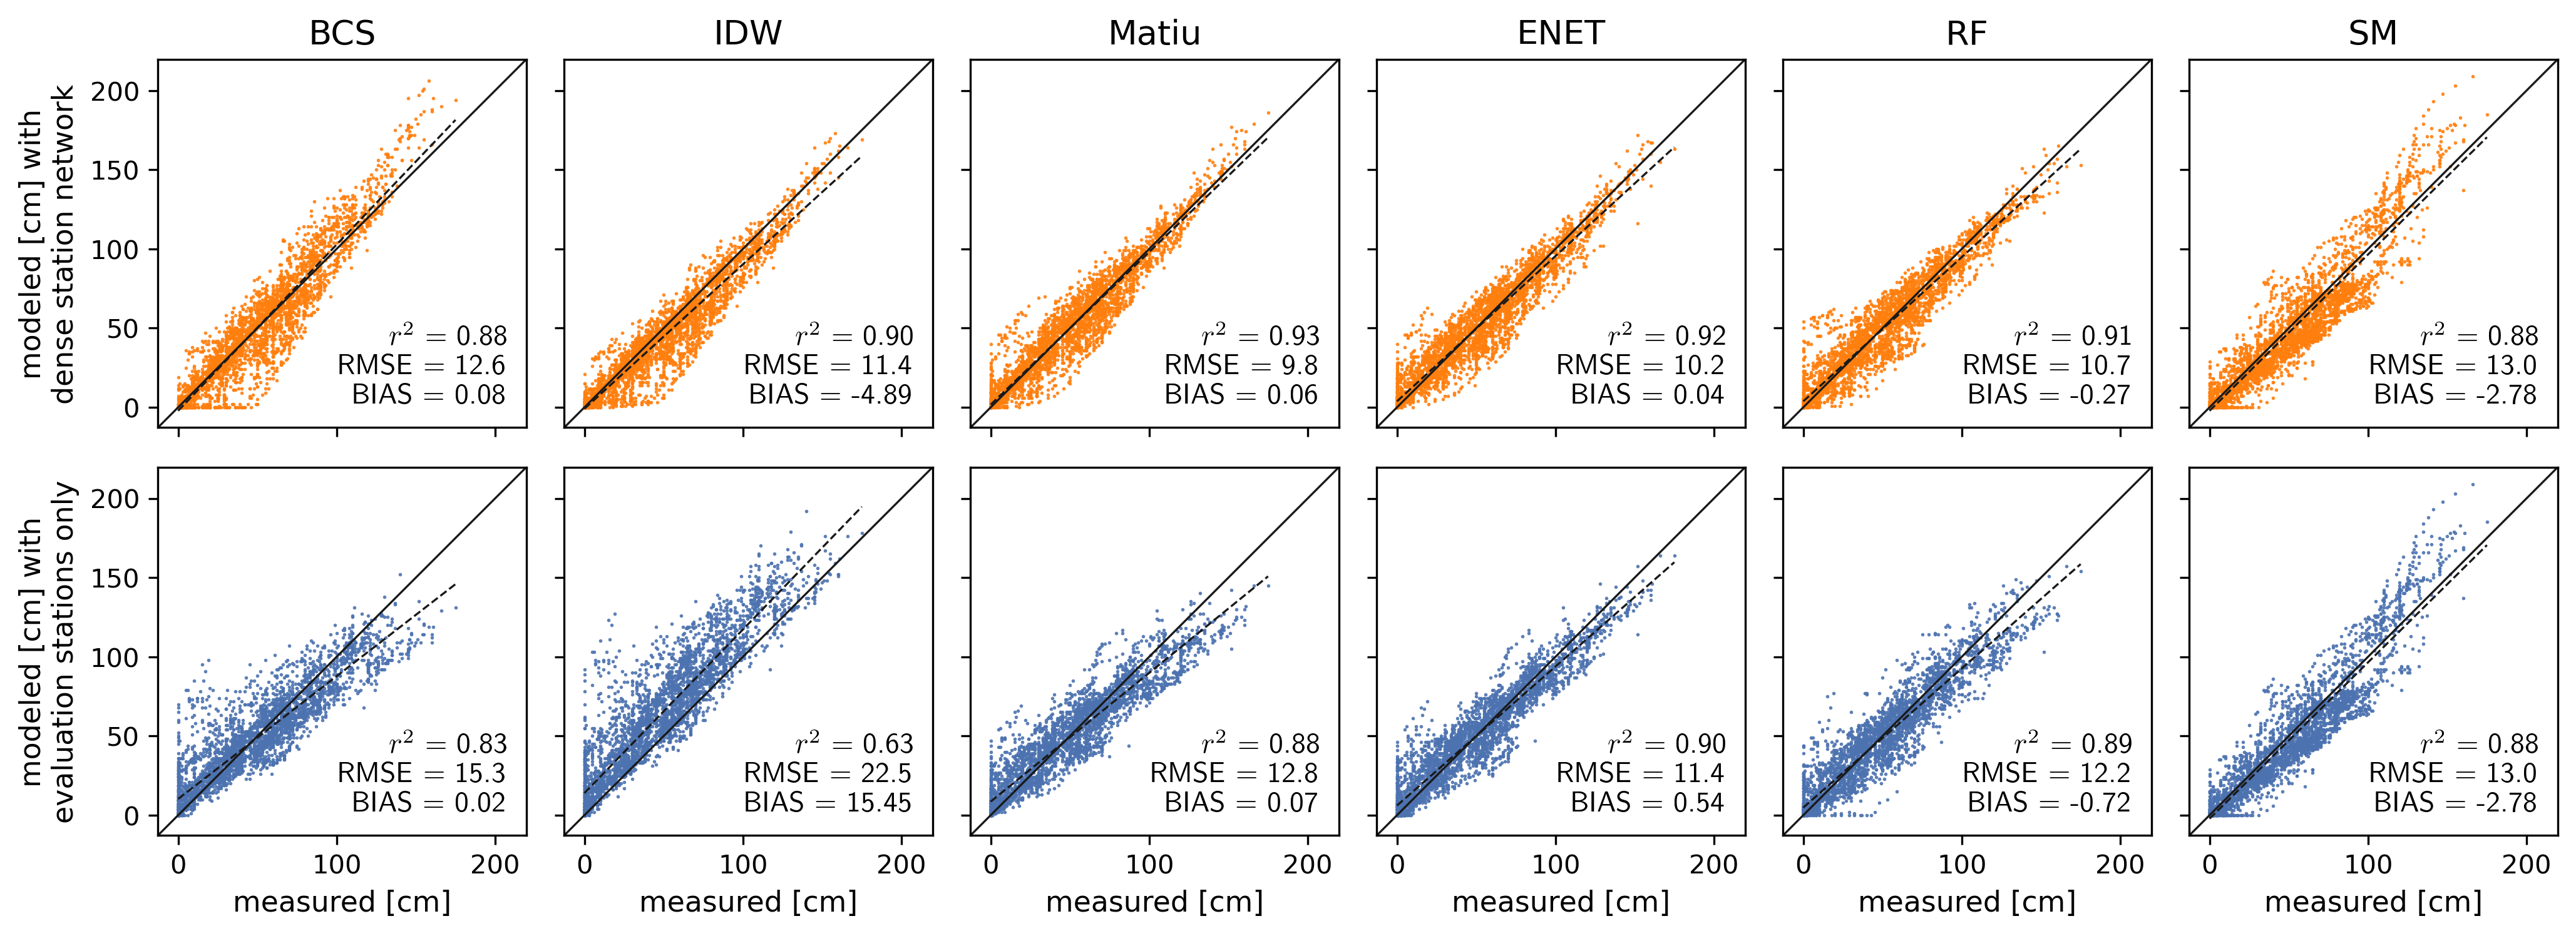 BCS
IDW
Matiu
ENET
RF
SM
modeled [cm] with
dense station network
200
150
100
50
0
r² = 0.88
RMSE = 12.6
BIAS = 0.08
r² = 0.90
RMSE = 11.4
BIAS = -4.89
r² = 0.93
RMSE = 9.8
BIAS = 0.06
r² = 0.92
RMSE = 10.2
BIAS = 0.04
r² = 0.91
RMSE = 10.7
BIAS = -0.27
r² = 0.88
RMSE = 13.0
BIAS = -2.78
modeled [cm] with
evaluation stations only
200
150
100
50
0
r² = 0.83
RMSE = 15.3
BIAS = 0.02
r² = 0.63
RMSE = 22.5
BIAS = 15.45
r² = 0.88
RMSE = 12.8
BIAS = 0.07
r² = 0.90
RMSE = 11.4
BIAS = 0.54
r² = 0.89
RMSE = 12.2
BIAS = -0.72
r² = 0.88
RMSE = 13.0
BIAS = -2.78
0 100 200
0 100 200
0 100 200
0 100 200
0 100 200
0 100 200
measured [cm]
measured [cm]
measured [cm]
measured [cm]
measured [cm]
measured [cm]